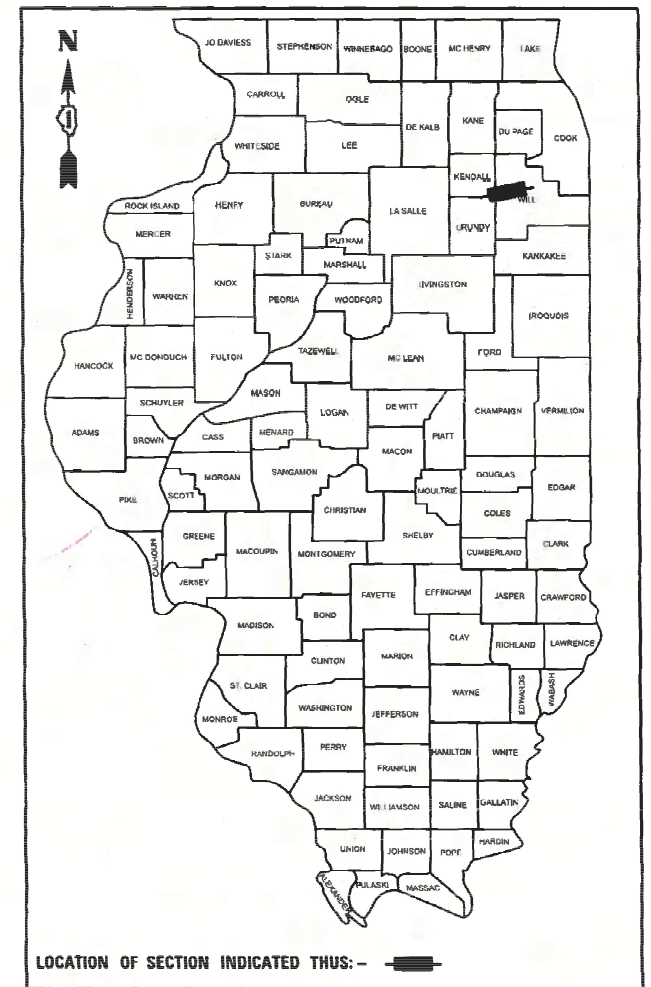 N
JO DAVIESS STEPHENSON WINNEBAGO BOONE MC HENRY LAKE
CARROLL OGLE DE KALB KANE DU PAGE COOK
WHITESIDE LEE
KENDALL
ROCK ISLAND HENRY BUREAU LA SALLE WILL
MERCER PUTNAM GRUNDY
STARK MARSHALL KANKAKEE
HENDERSON WARREN KNOX PEORIA WOODFORD LIVINGSTON IROQUOIS
HANCOCK MC DONOUGH FULTON TAZEWELL MC LEAN FORD
MASON
SCHUYLER LOGAN DE WITT CHAMPAIGN VERMILION
ADAMS BROWN CASS MENARD MACON PIATT
PIKE SCOTT MORGAN SANGAMON MOULTRIE DOUGLAS EDGAR
CHRISTIAN COLES
GREENE MACOUPIN MONTGOMERY SHELBY CUMBERLAND CLARK
CALHOUN JERSEY
FAYETTE EFFINGHAM JASPER CRAWFORD
MADISON BOND
CLAY RICHLAND LAWRENCE
CLINTON MARION
ST. CLAIR WAYNE EDWARDS WABASH
MONROE WASHINGTON JEFFERSON
RANDOLPH PERRY HAMILTON WHITE
FRANKLIN
JACKSON WILLIAMSON SALINE GALLATIN
UNION JOHNSON POPE HARDIN
ALEXANDER PULASKI MASSAC
LOCATION OF SECTION INDICATED THUS:-